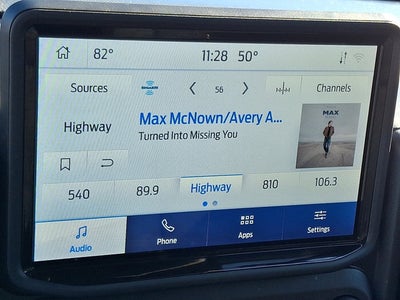 82° 11:28 50°
Sources SiriusXM 56 Channels
Highway
Max McNown/Avery A...
Turned Into Missing You
MAX
540 89.9 Highway 810 106.3
Audio Phone Apps Settings